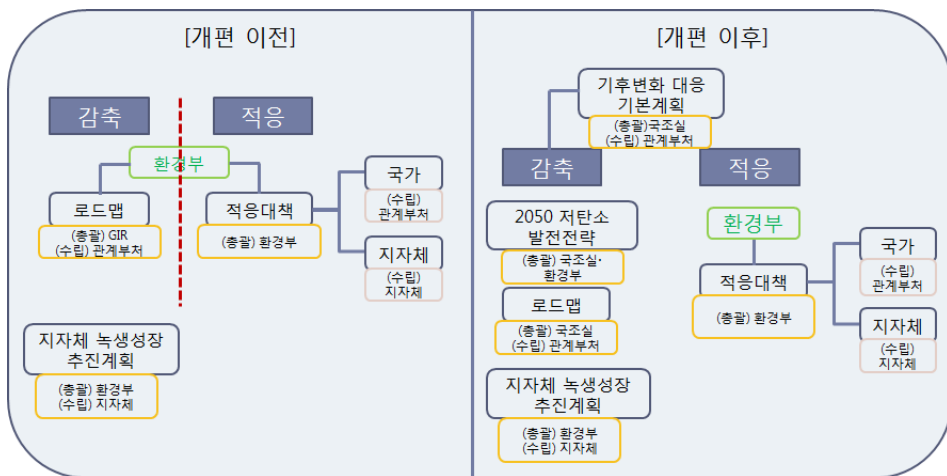 [개편 이전]
감축
적응
환경부
로드맵
(총괄) GIR
(수립) 관계부처
적응대책
(총괄) 환경부
국가
(수립)
관계부처
지자체
(수립)
지자체
지자체 녹생성장
추진계획
(총괄) 환경부
(수립) 지자체
[개편 이후]
기후변화 대응
기본계획
(총괄)국조실
(수립) 관계부처
감축
적응
2050 저탄소
발전전략
(총괄) 국조실·
환경부
로드맵
(총괄) 국조실
(수립) 관계부처
지자체 녹생성장
추진계획
(총괄) 환경부
(수립) 지자체
환경부
적응대책
(총괄) 환경부
국가
(수립)
관계부처
지자체
(수립)
지자체